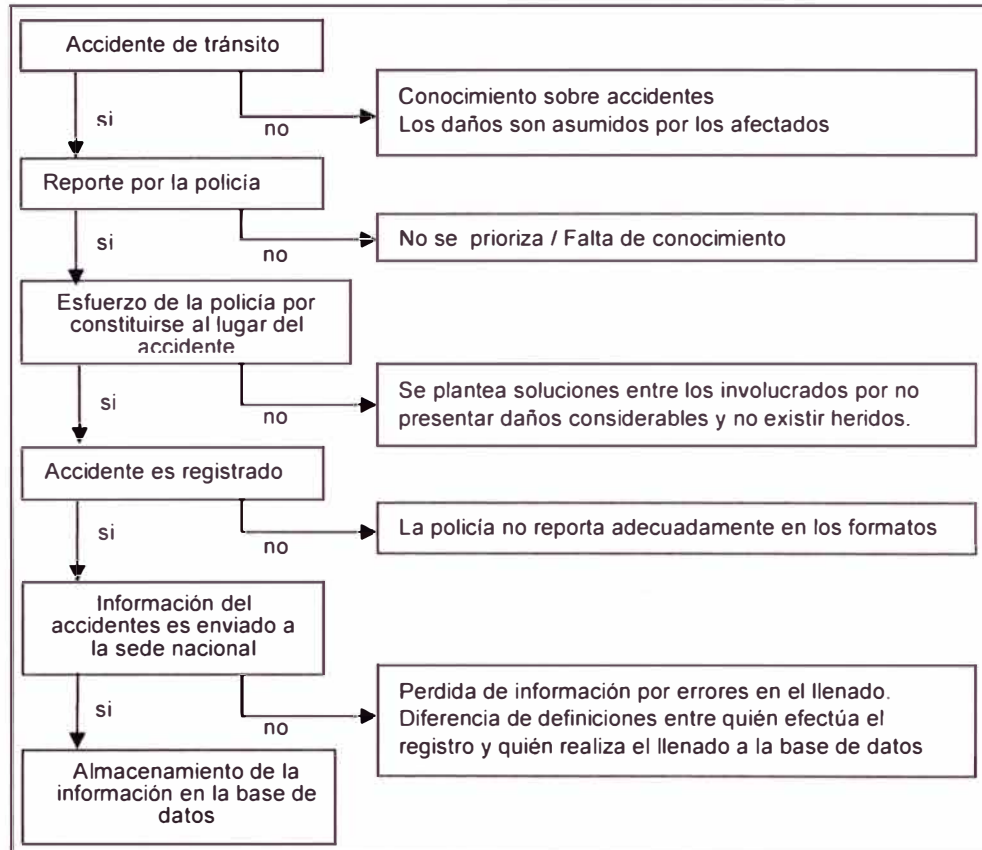 Accidente de tránsito
si
no
Conocimiento sobre accidentes
Los daños son asumidos por los afectados
Reporte por la policía
si
no
No se prioriza / Falta de conocimiento
Esfuerzo de la policía por
constituirse al lugar del
accidente
si
no
Se plantea soluciones entre los involucrados por no
presentar daños considerables y no existir heridos.
Accidente es registrado
si
no
La policía no reporta adecuadamente en los formatos
Información del
accidentes es enviado a
la sede nacional
si
no
Perdida de información por errores en el llenado.
Diferencia de definiciones entre quién efectúa el
registro y quién realiza el llenado a la base de datos
Almacenamiento de la
información en la base de
datos